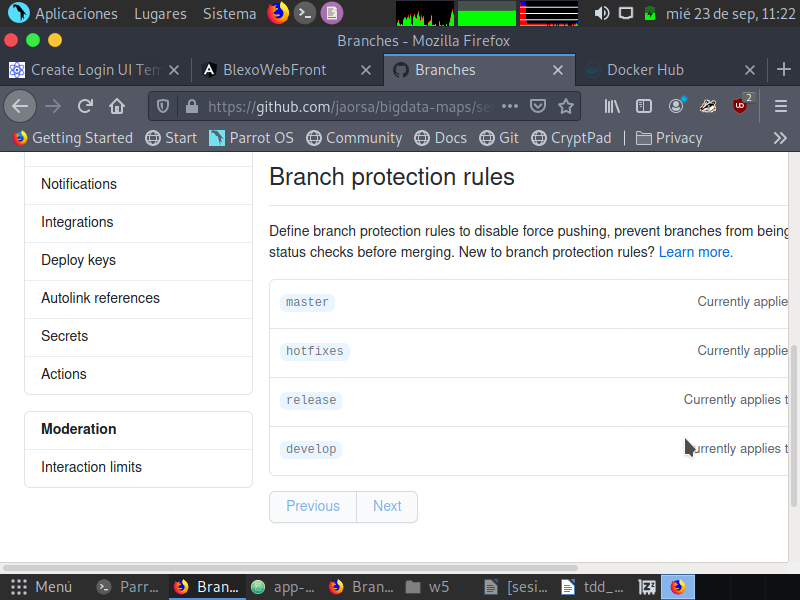 Aplicaciones Lugares Sistema mié 23 de sep, 11:22
Branches - Mozilla Firefox
Create Login UI Tem BlexoWebFront Branches Docker Hub
https://github.com/jaorsa/bigdata-maps/se 2
Getting Started Start Parrot OS Community Docs Git CryptPad Privacy
Notifications
Integrations
Deploy keys
Autolink references
Secrets
Actions
Moderation
Interaction limits
Branch protection rules
Define branch protection rules to disable force pushing, prevent branches from being
status checks before merging. New to branch protection rules? Learn more.
master Currently applie
hotfixes Currently applie
release Currently applies t
develop Currently applies t
Previous Next
Menú Parr... Bran... app-... Bran... w5 [sesi... tdd_...